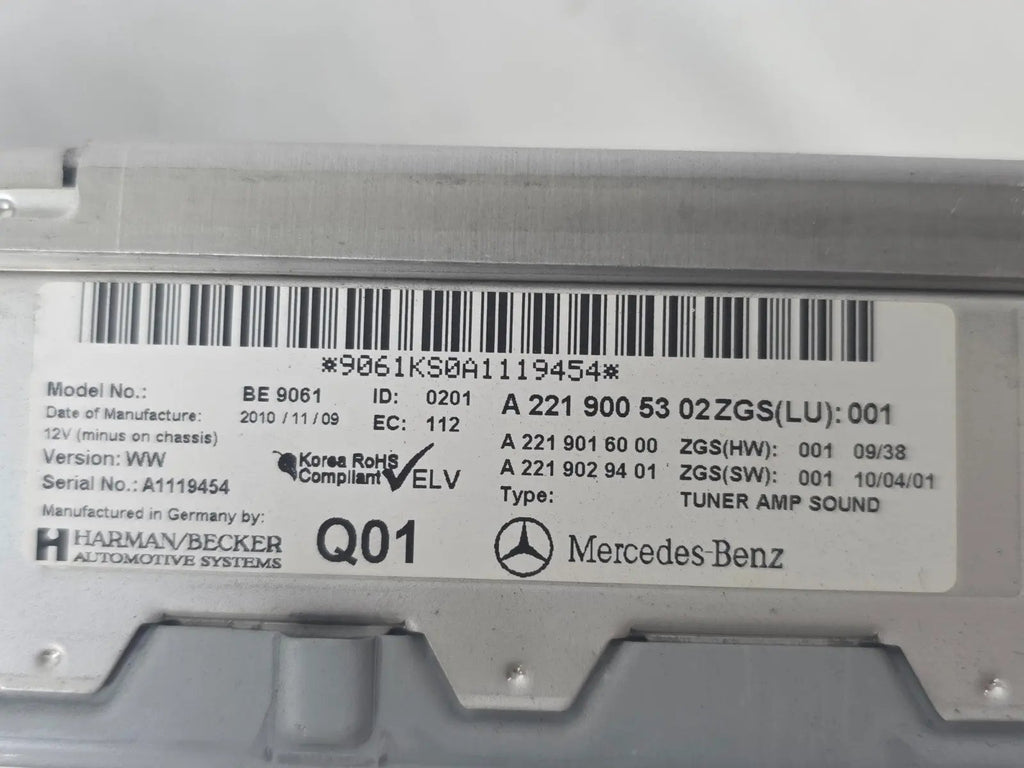 *9061KS0A1119454*
Model No.: BE 9061 ID: 0201 A 221 900 53 02 ZGS(LU): 001
Date of Manufacture: 2010/11/09 EC: 112
12V (minus on chassis) A 221 901 60 00 ZGS(HW): 001 09/38
Version: WW Korea RoHS Compliant ELV A 221 902 94 01 ZGS(SW): 001 10/04/01
Serial No.: A1119454 Type: TUNER AMP SOUND
Manufactured in Germany by:
HARMAN/BECKER
AUTOMOTIVE SYSTEMS
Q01
Mercedes-Benz